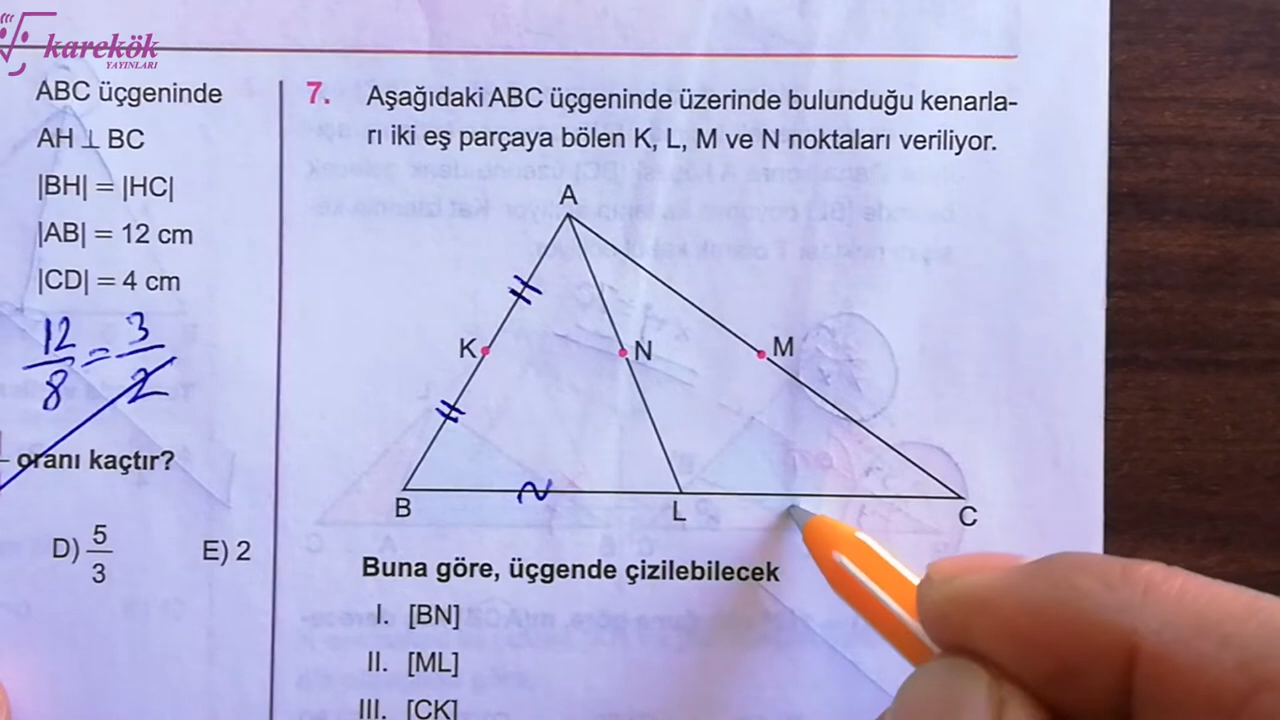 karekök
YAYINLARI
ABC üçgeninde
AH ⊥ BC
|BH| = |HC|
|AB| = 12 cm
|CD| = 4 cm
12/8 = 3/2
oranı kaçtır?
D) 5/3 E) 2
7. Aşağıdaki ABC üçgeninde üzerinde bulunduğu kenarla-
rı iki eş parçaya bölen K, L, M ve N noktaları veriliyor.
A
K N M
B L C
Buna göre, üçgende çizilebilecek
I. [BN]
II. [ML]
III. [CK]